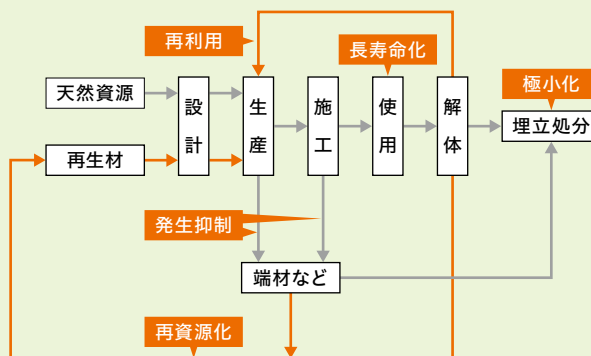 再利用
長寿命化
極小化
天然資源
設計
生産
施工
使用
解体
埋立処分
再生材
発生抑制
端材など
再資源化